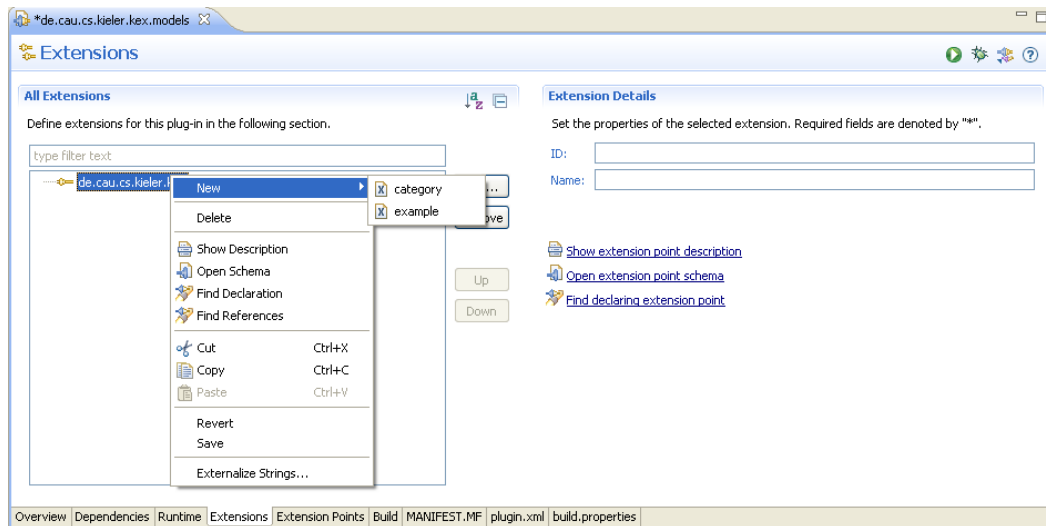 *de.cau.cs.kieler.kex.models
Extensions
All Extensions
Define extensions for this plug-in in the following section.
type filter text
de.cau.cs.kieler.
New
category
example
Delete
Show Description
Open Schema
Find Declaration
Find References
Cut Ctrl+X
Copy Ctrl+C
Paste Ctrl+V
Revert
Save
Externalize Strings...
Up
Down
Extension Details
Set the properties of the selected extension. Required fields are denoted by "*".
ID:
Name:
Show extension point description
Open extension point schema
Find declaring extension point
Overview Dependencies Runtime Extensions Extension Points Build MANIFEST.MF plugin.xml build.properties